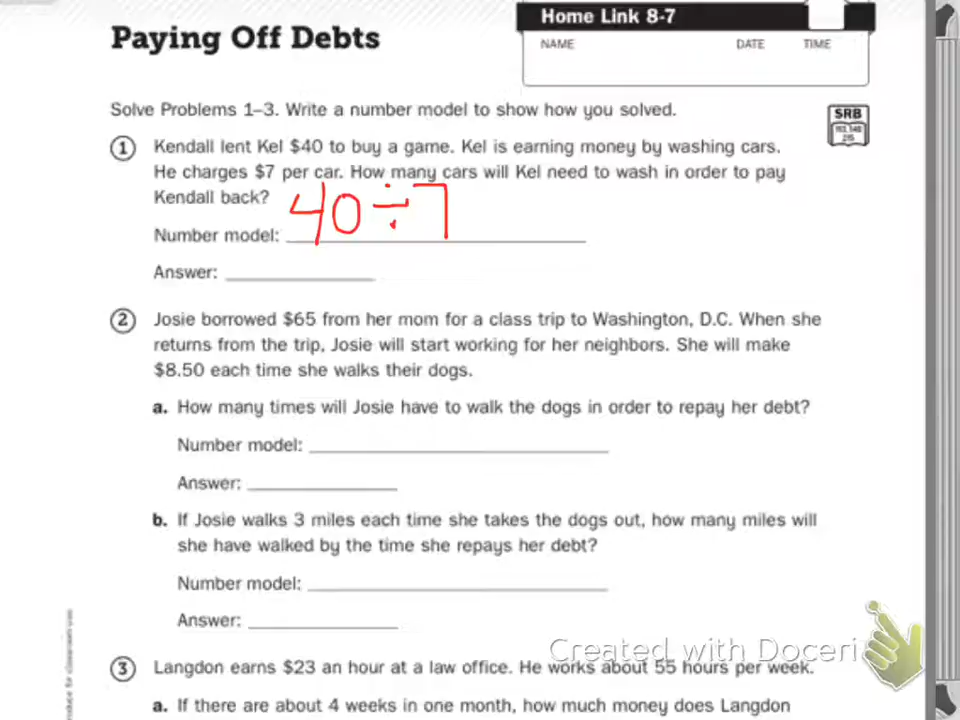 Paying Off Debts
Home Link 8-7
NAME DATE TIME
Solve Problems 1–3. Write a number model to show how you solved.
SRB
1 Kendall lent Kel $40 to buy a game. Kel is earning money by washing cars.
He charges $7 per car. How many cars will Kel need to wash in order to pay
Kendall back?
40÷7
Number model:
Answer:
2 Josie borrowed $65 from her mom for a class trip to Washington, D.C. When she
returns from the trip, Josie will start working for her neighbors. She will make
$8.50 each time she walks their dogs.
a. How many times will Josie have to walk the dogs in order to repay her debt?
Number model:
Answer:
b. If Josie walks 3 miles each time she takes the dogs out, how many miles will
she have walked by the time she repays her debt?
Number model:
Answer:
Created with Doceri
3 Langdon earns $23 an hour at a law office. He works about 55 hours per week.
a. If there are about 4 weeks in one month, how much money does Langdon